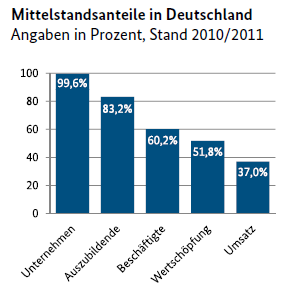 Mittelstandsanteile in Deutschland
Angaben in Prozent, Stand 2010/2011
100
80
60
40
20
0
99,6%
83,2%
60,2%
51,8%
37,0%
Unternehmen
Auszubildende
Beschäftigte
Wertschöpfung
Umsatz